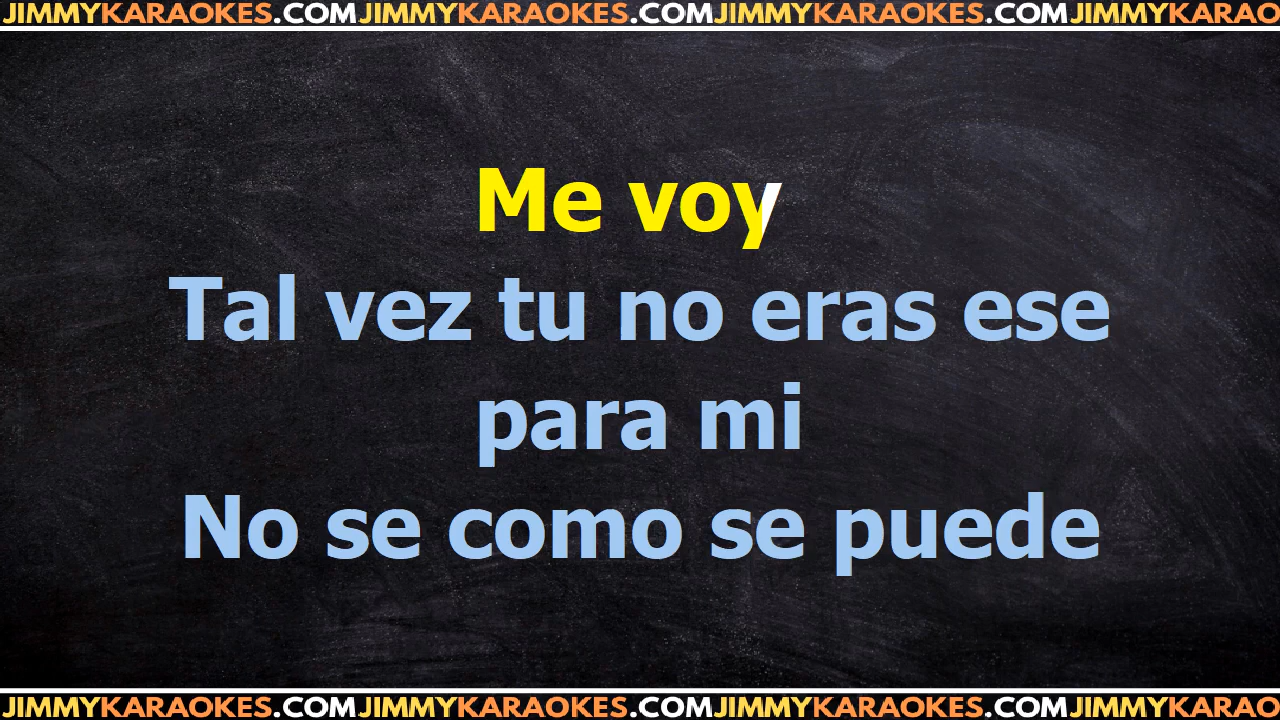 JIMMYKARAOKES.COMJIMMYKARAOKES.COMJIMMYKARAOKES.COMJIMMYKARAO
Me voy
Tal vez tu no eras ese
para mi
No se como se puede
JIMMYKARAOKES.COMJIMMYKARAOKES.COMJIMMYKARAOKES.COMJIMMYKARAO